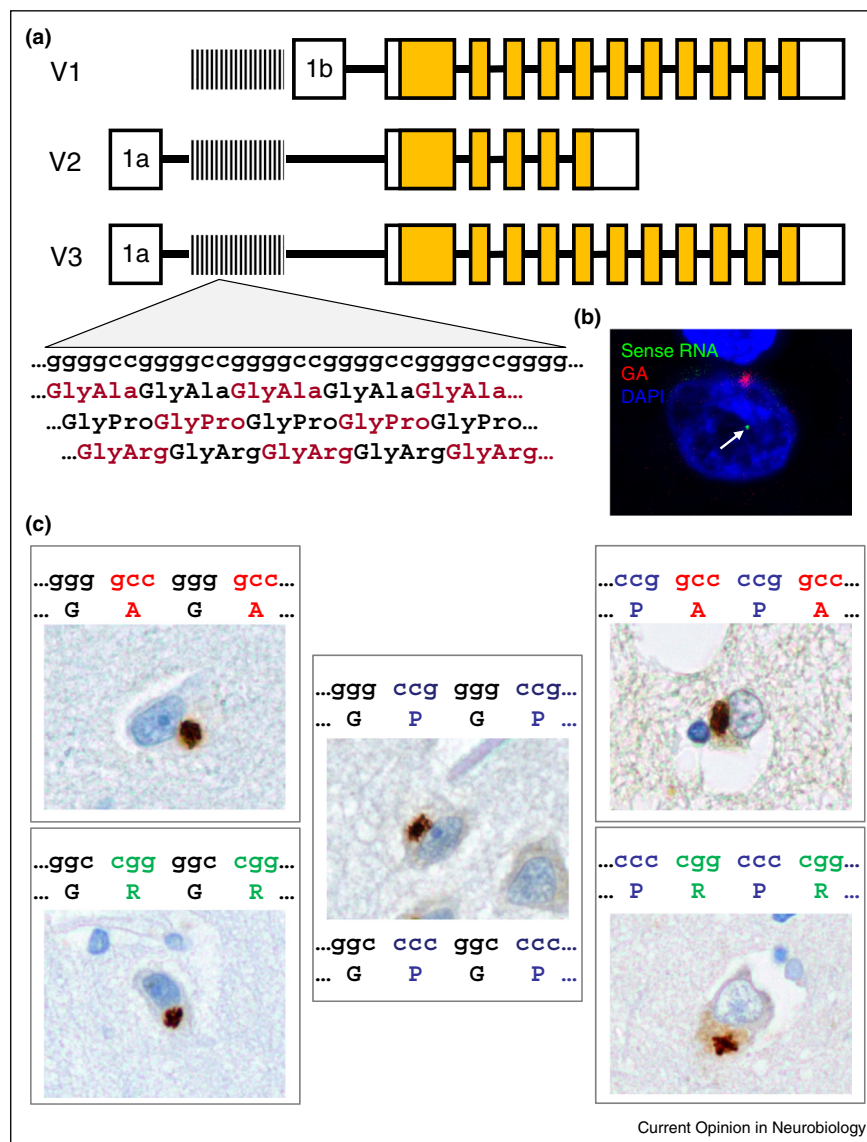 (a)
V1
1b
V2
1a
V3
1a
...ggggccggggccggggccggggccggggccgggg...
...GlyAlaGlyAlaGlyAlaGlyAlaGlyAla...
GlyProGlyProGlyProGlyProGlyPro...
GlyArgGlyArgGlyArgGlyArgGlyArg...
(b)
Sense RNA
GA
DAPI
(c)
...ggg gcc ggg gcc...
... G A G A ...
...ggc cgg ggc cgg...
... G R G R ...
...ggg ccg ggg ccg...
... G P G P ...
...ggc ccc ggc ccc...
... G P G P ...
...ccg gcc ccg gcc...
... P A P A ...
...ccc cgg ccc cgg...
... P R P R ...
Current Opinion in Neurobiology